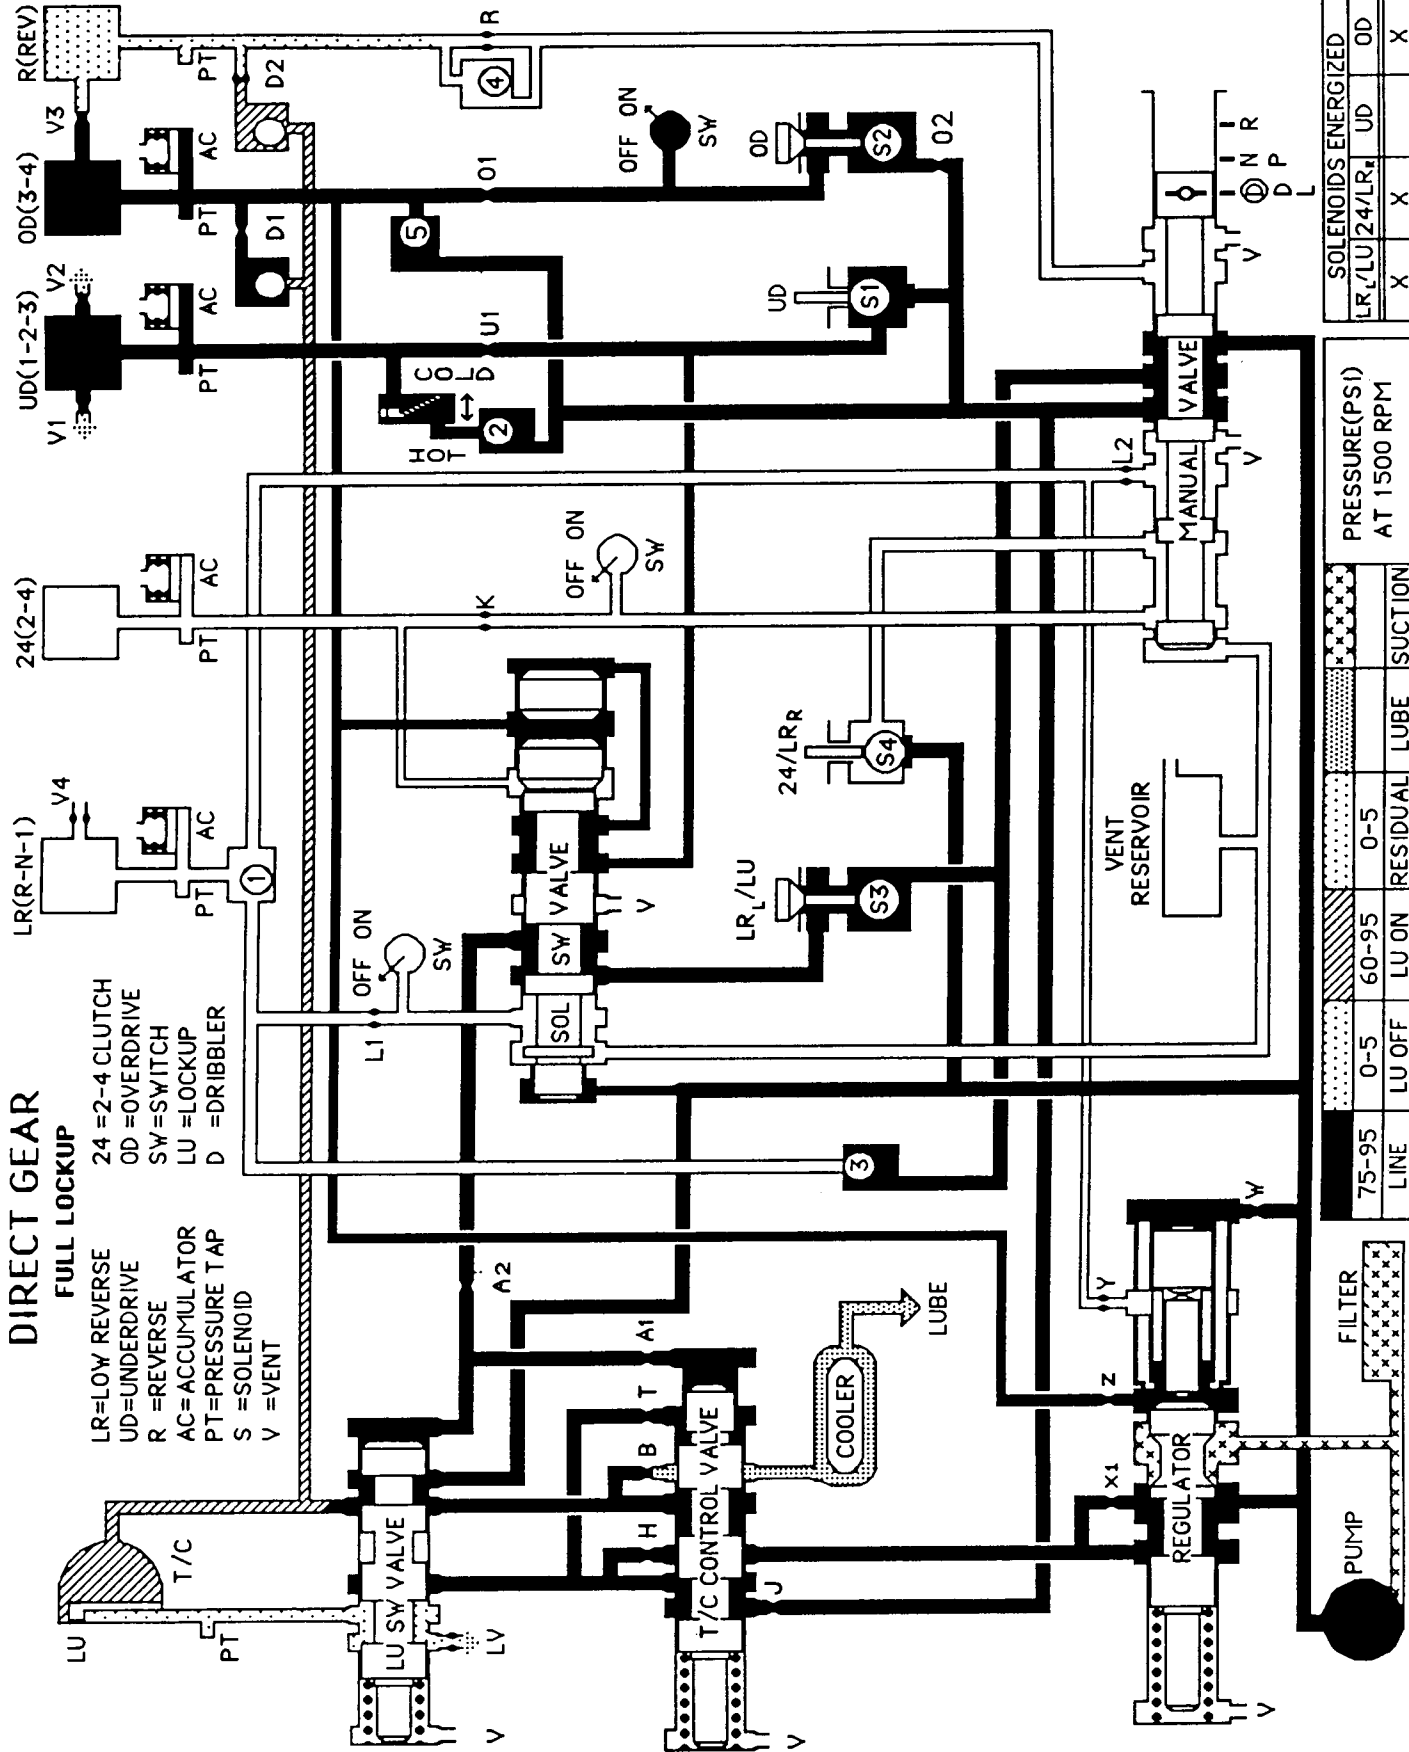 DIRECT GEAR
FULL LOCKUP
LR=LOW REVERSE
UD=UNDERDRIVE
R =REVERSE
AC=ACCUMULATOR
PT=PRESSURE TAP
S =SOLENOID
V =VENT
24 =2-4 CLUTCH
OD =OVERDRIVE
SW=SWITCH
LU =LOCKUP
D =DRIBBLER
LR(R-N-1)
V4
AC
PT
1
24(2-4)
AC
PT
UD(1-2-3)
V1
V2
AC
PT
OD(3-4)
V3
AC
PT
R(REV)
PT
D1
D2
4
R
LU
T/C
PT
LU SW VALVE
LV
V
L1
OFF ON
SW
K
OFF ON
SW
HOT
COLD
2
U1
5
O1
OFF ON
SW
A2
SOL SW VALVE
V
LRL/LU
S3
24/LRR
S4
UD
S1
OD
S2
O2
3
A1
T
B
H
J
T/C CONTROL VALVE
V
COOLER
LUBE
VENT
RESERVOIR
L2
MANUAL VALVE
V
V
D N R
D P
L
Z
Y
W
X1
REGULATOR
V
PUMP
FILTER
75-95 0-5 60-95 0-5
LINE LU OFF LU ON RESIDUAL LUBE SUCTION
PRESSURE(PSI)
AT 1500 RPM
SOLENOIDS ENERGIZED
LRL/LU 24/LRR UD OD
X X X